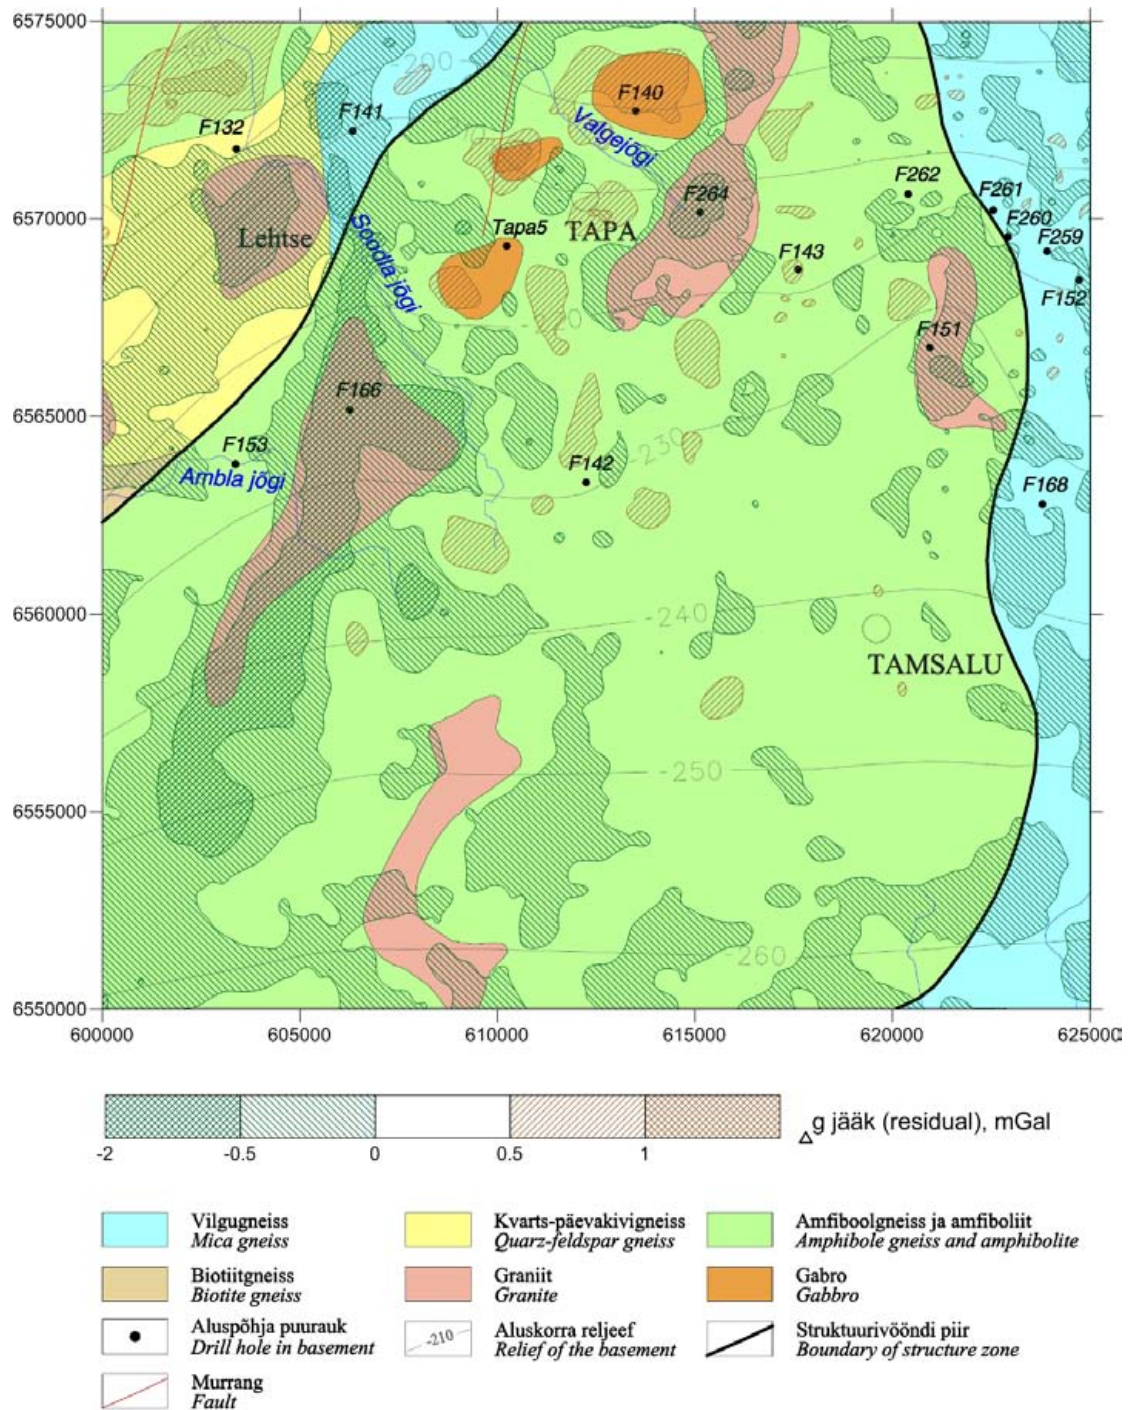 6575000
-190
-200
F140
F141
F132
Valgejõgi
F262
F264
F261
6570000
Lehtse
Soodla jõgi
Tapa5
TAPA
F260
F259
F143
F152
F151
F166
6565000
F153
F142
-230
Ambla jõgi
F168
6560000
-240
TAMSALU
-250
6555000
-260
6550000
600000
605000
610000
615000
620000
625000
-2
-0.5
0
0.5
1
△g jääk (residual), mGal
Vilgugneiss
Mica gneiss
Kvarts-päevakivigneiss
Quarz-feldspar gneiss
Amfiboolgneiss ja amfiboliit
Amphibole gneiss and amphibolite
Biotiitgneiss
Biotite gneiss
Graniit
Granite
Gabro
Gabbro
Aluspõhja puurauk
Drill hole in basement
-210
Aluskorra reljeef
Relief of the basement
Struktuurivööndi piir
Boundary of structure zone
Murrang
Fault